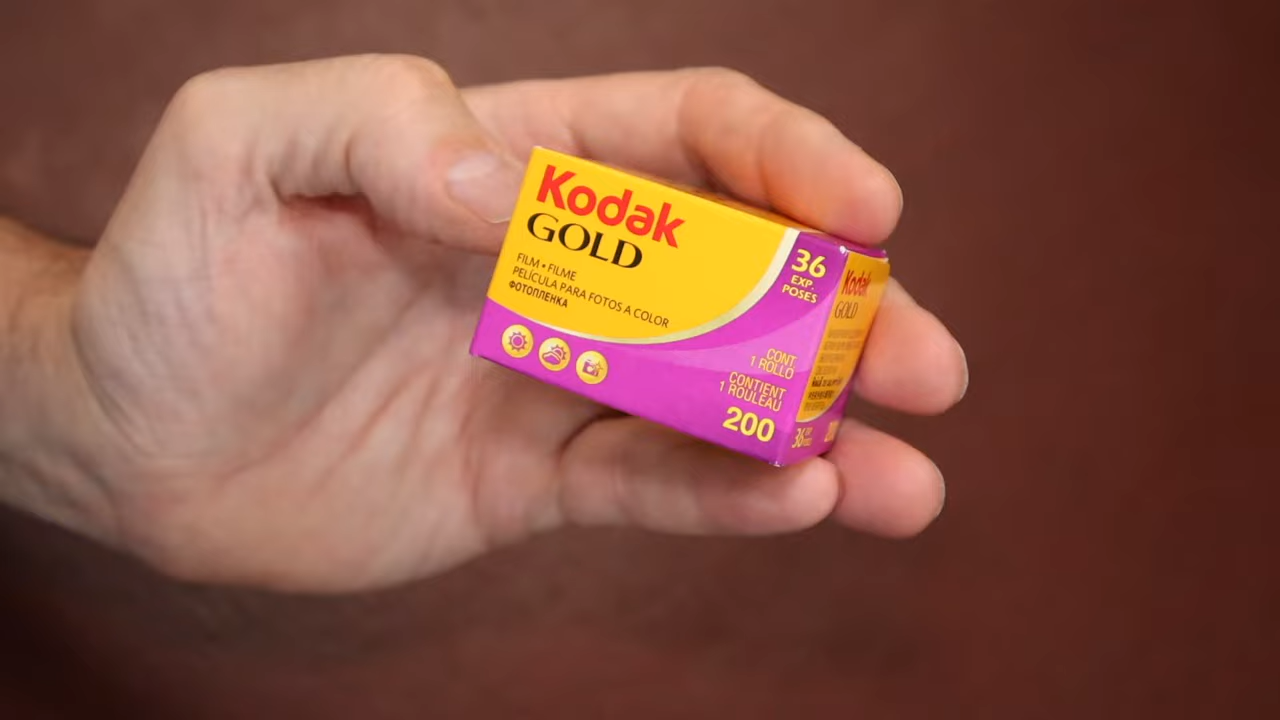 Kodak
GOLD
FILM • FILME
PELÍCULA PARA FOTOS A COLOR
ФОТОПЛЕНКА
36
EXP.
POSES
CONT.
1 ROLLO
CONTIENT
1 ROULEAU
200
Kodak
GOLD
36